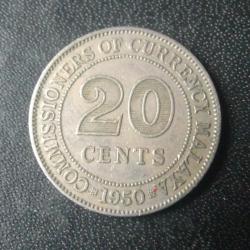 COMMISSIONERS OF CURRENCY MALAYA
20
CENTS
1950